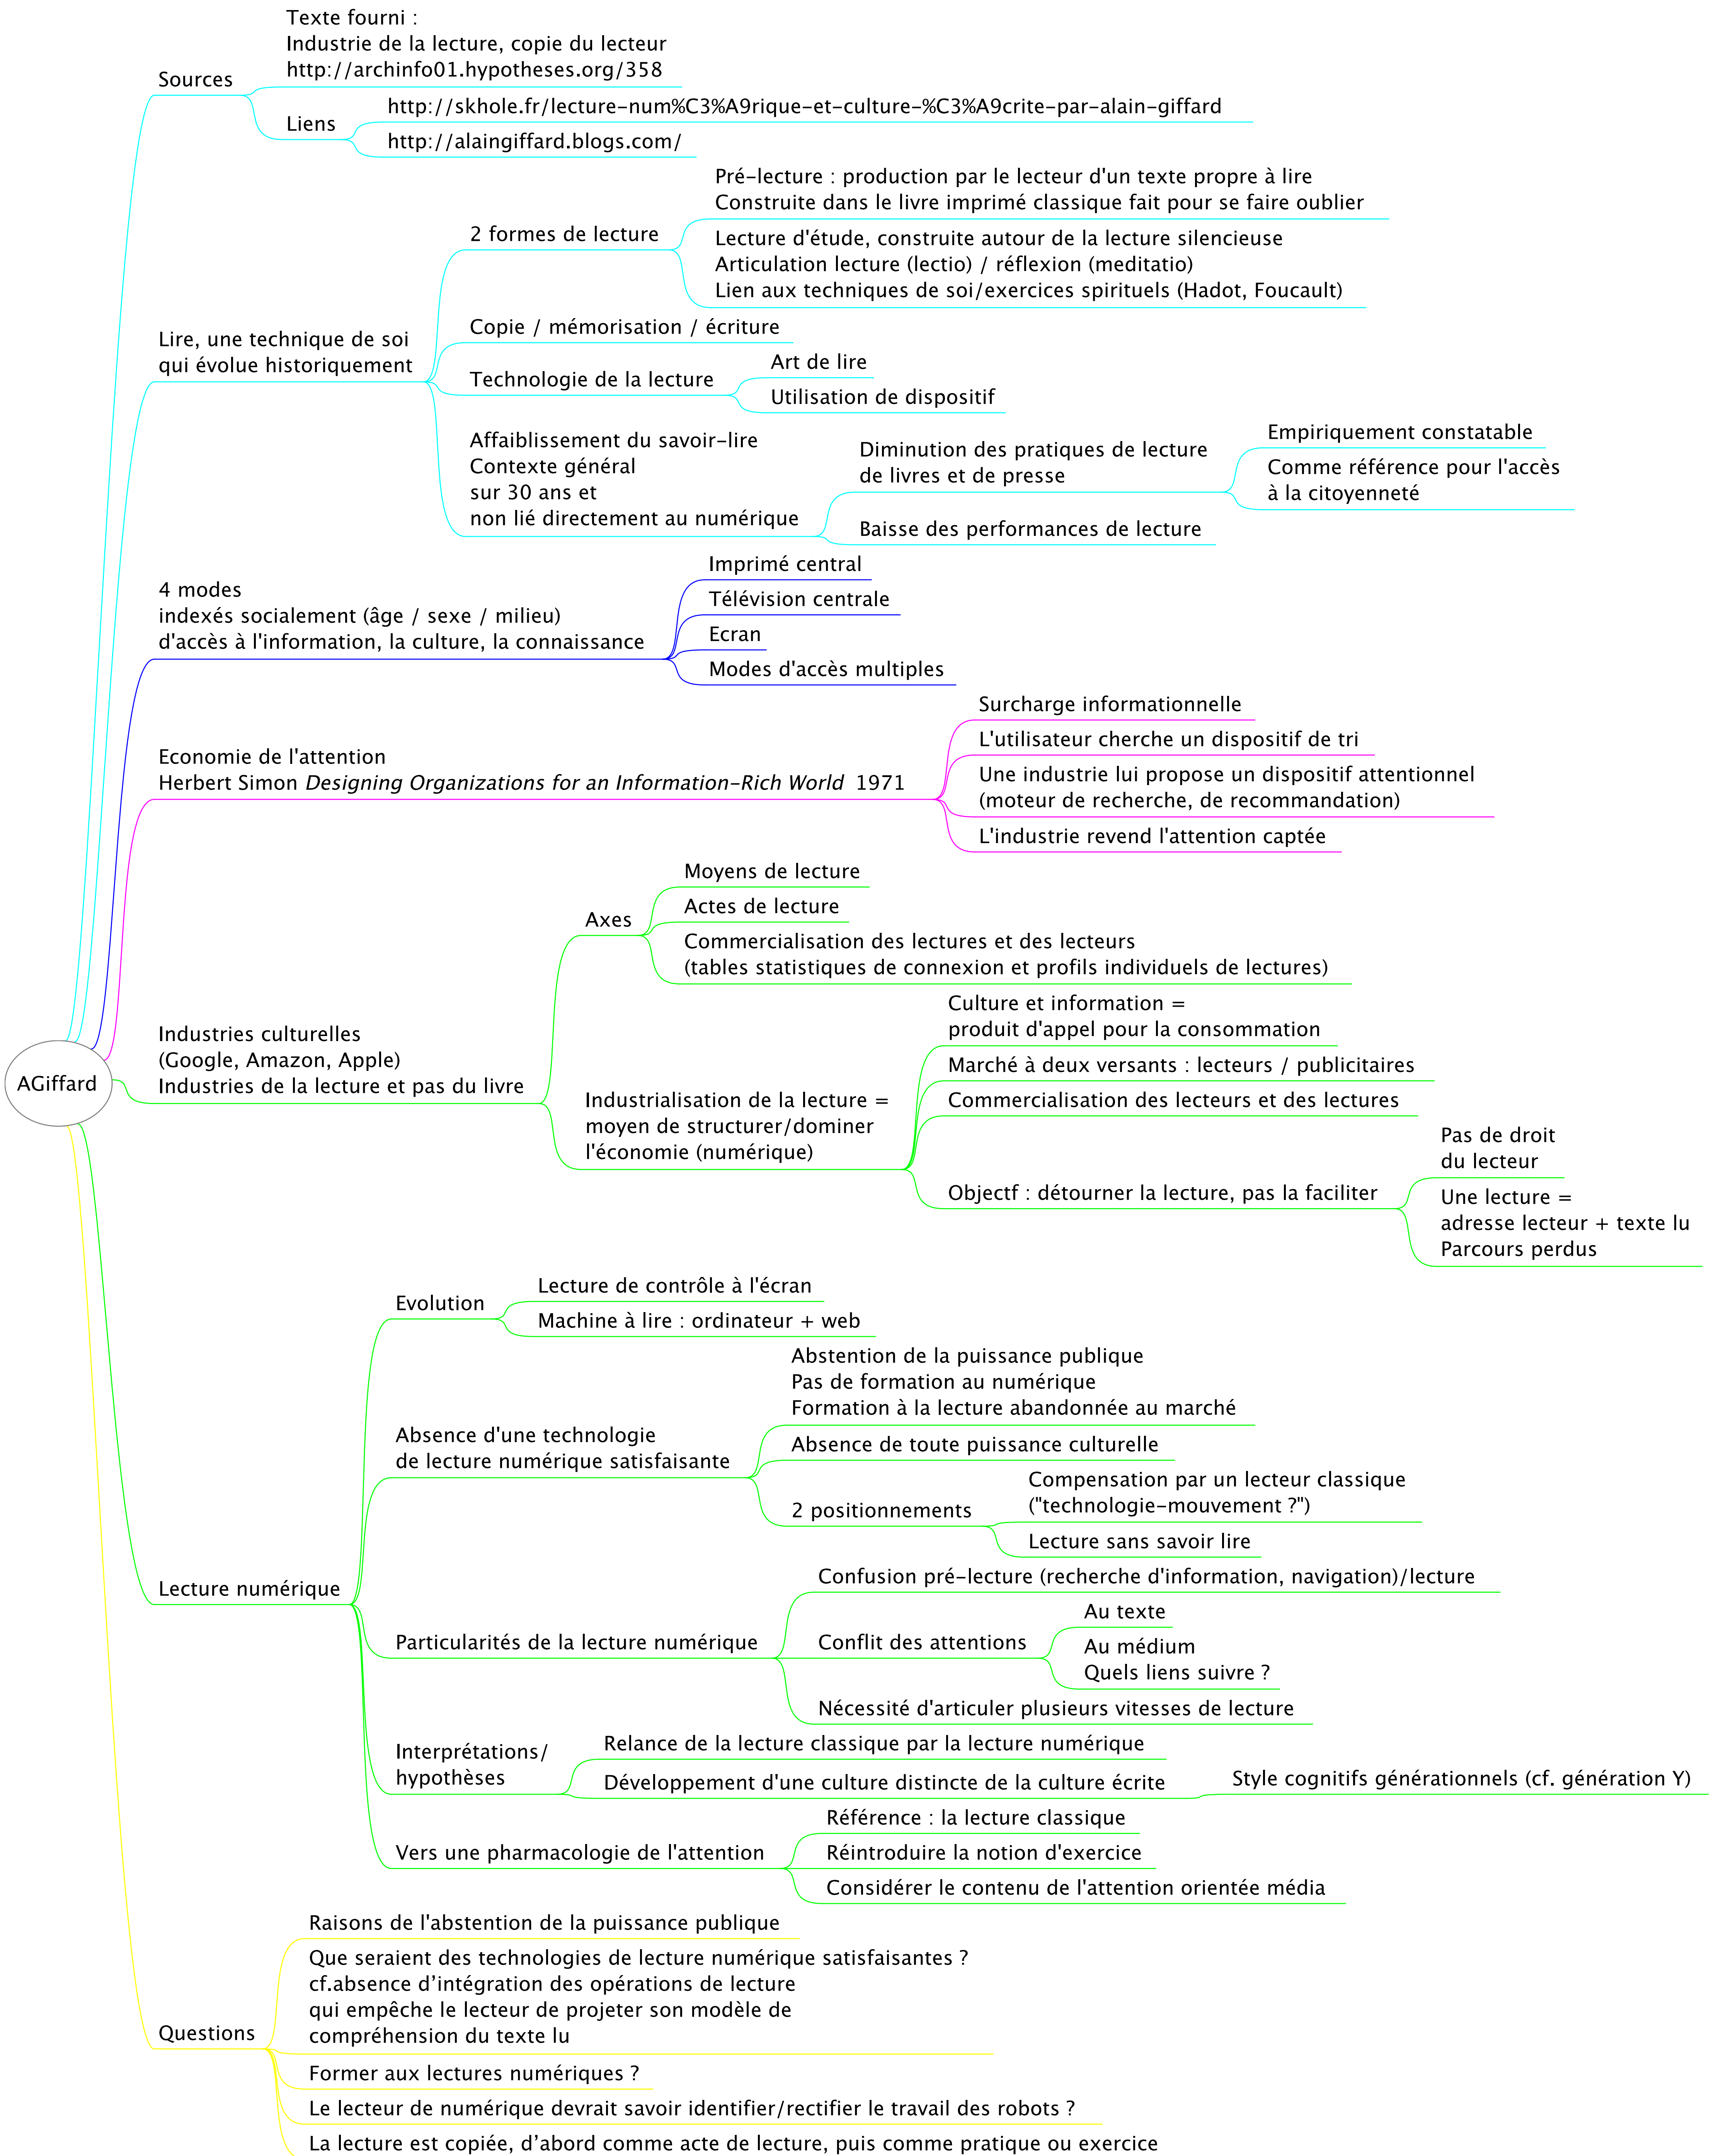 Texte fourni :
Industrie de la lecture, copie du lecteur
http://archinfo01.hypotheses.org/358
Sources
Liens
http://skhole.fr/lecture-num%C3%A9rique-et-culture-%C3%A9crite-par-alain-giffard
http://alaingiffard.blogs.com/
Lire, une technique de soi
qui évolue historiquement
2 formes de lecture
Pré-lecture : production par le lecteur d'un texte propre à lire
Construite dans le livre imprimé classique fait pour se faire oublier
Lecture d'étude, construite autour de la lecture silencieuse
Articulation lecture (lectio) / réflexion (meditatio)
Lien aux techniques de soi/exercices spirituels (Hadot, Foucault)
Copie / mémorisation / écriture
Technologie de la lecture
Art de lire
Utilisation de dispositif
Affaiblissement du savoir-lire
Contexte général
sur 30 ans et
non lié directement au numérique
Diminution des pratiques de lecture
de livres et de presse
Empiriquement constatable
Comme référence pour l'accès
à la citoyenneté
Baisse des performances de lecture
4 modes
indexés socialement (âge / sexe / milieu)
d'accès à l'information, la culture, la connaissance
Imprimé central
Télévision centrale
Ecran
Modes d'accès multiples
Economie de l'attention
Herbert Simon Designing Organizations for an Information-Rich World 1971
Surcharge informationnelle
L'utilisateur cherche un dispositif de tri
Une industrie lui propose un dispositif attentionnel
(moteur de recherche, de recommandation)
L'industrie revend l'attention captée
AGiffard
Industries culturelles
(Google, Amazon, Apple)
Industries de la lecture et pas du livre
Axes
Moyens de lecture
Actes de lecture
Commercialisation des lectures et des lecteurs
(tables statistiques de connexion et profils individuels de lectures)
Industrialisation de la lecture =
moyen de structurer/dominer
l'économie (numérique)
Culture et information =
produit d'appel pour la consommation
Marché à deux versants : lecteurs / publicitaires
Commercialisation des lecteurs et des lectures
Objectf : détourner la lecture, pas la faciliter
Pas de droit
du lecteur
Une lecture =
adresse lecteur + texte lu
Parcours perdus
Lecture numérique
Evolution
Lecture de contrôle à l'écran
Machine à lire : ordinateur + web
Absence d'une technologie
de lecture numérique satisfaisante
Abstention de la puissance publique
Pas de formation au numérique
Formation à la lecture abandonnée au marché
Absence de toute puissance culturelle
2 positionnements
Compensation par un lecteur classique
("technologie-mouvement ?")
Lecture sans savoir lire
Particularités de la lecture numérique
Confusion pré-lecture (recherche d'information, navigation)/lecture
Conflit des attentions
Au texte
Au médium
Quels liens suivre ?
Nécessité d'articuler plusieurs vitesses de lecture
Interprétations/
hypothèses
Relance de la lecture classique par la lecture numérique
Développement d'une culture distincte de la culture écrite
Style cognitifs générationnels (cf. génération Y)
Vers une pharmacologie de l'attention
Référence : la lecture classique
Réintroduire la notion d'exercice
Considérer le contenu de l'attention orientée média
Questions
Raisons de l'abstention de la puissance publique
Que seraient des technologies de lecture numérique satisfaisantes ?
cf.absence d’intégration des opérations de lecture
qui empêche le lecteur de projeter son modèle de
compréhension du texte lu
Former aux lectures numériques ?
Le lecteur de numérique devrait savoir identifier/rectifier le travail des robots ?
La lecture est copiée, d’abord comme acte de lecture, puis comme pratique ou exercice